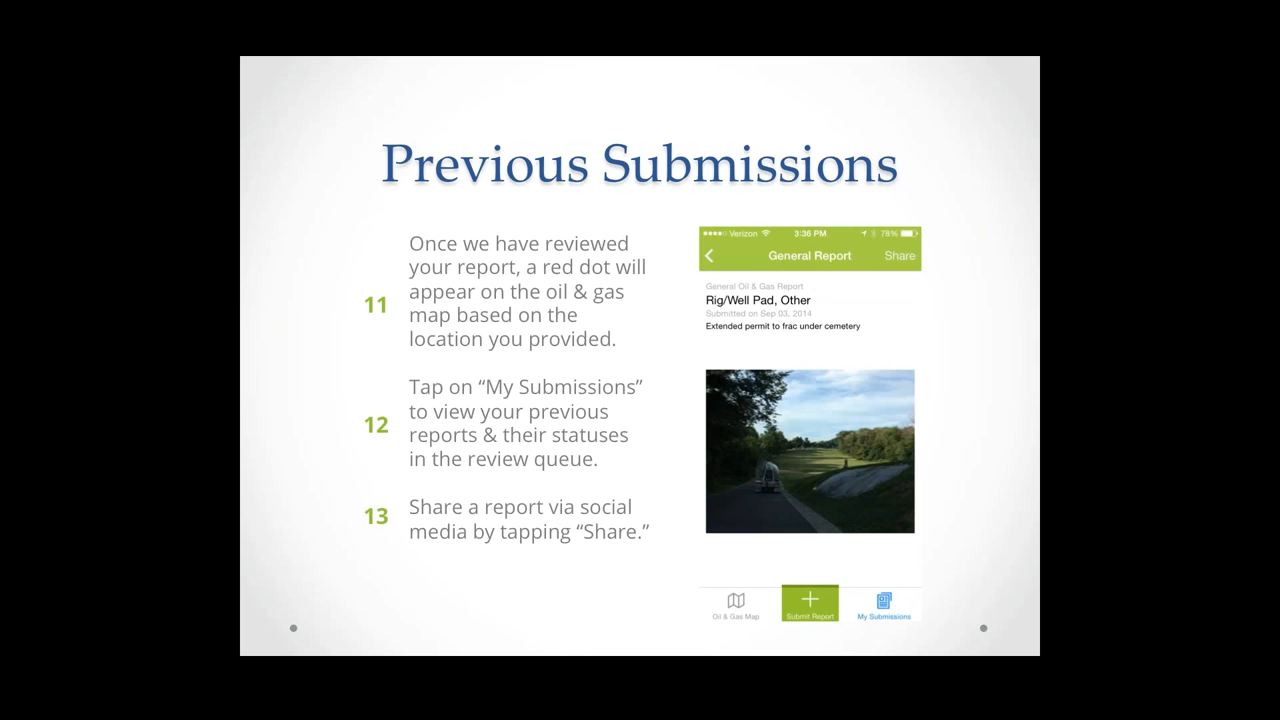 Previous Submissions
11
Once we have reviewed
your report, a red dot will
appear on the oil & gas
map based on the
location you provided.
12
Tap on “My Submissions”
to view your previous
reports & their statuses
in the review queue.
13
Share a report via social
media by tapping “Share.”
Verizon 3:36 PM 78%
General Report Share
General Oil & Gas Report
Rig/Well Pad, Other
Submitted on Sep 03, 2014
Extended permit to frac under cemetery
Oil & Gas Map Submit Report My Submissions